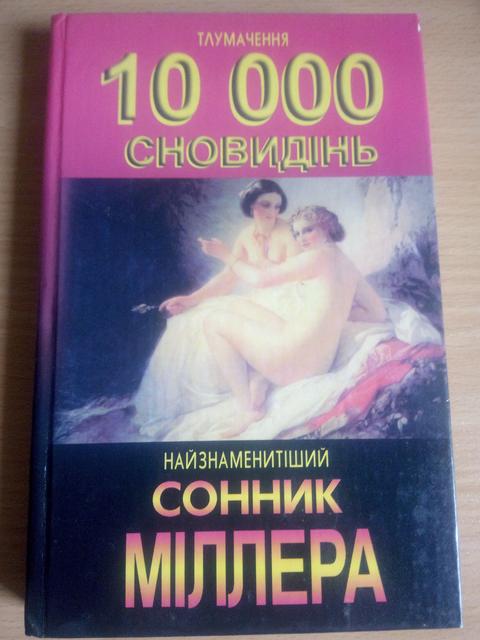 ТЛУМАЧЕННЯ
10 000
СНОВИДІНЬ
НАЙЗНАМЕНИТІШИЙ
СОННИК
МІЛЛЕРА